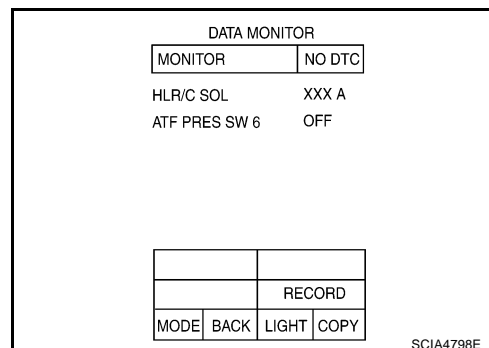 DATA MONITOR
MONITOR NO DTC
HLR/C SOL XXX A
ATF PRES SW 6 OFF
RECORD
MODE BACK LIGHT COPY
SCIA4798E